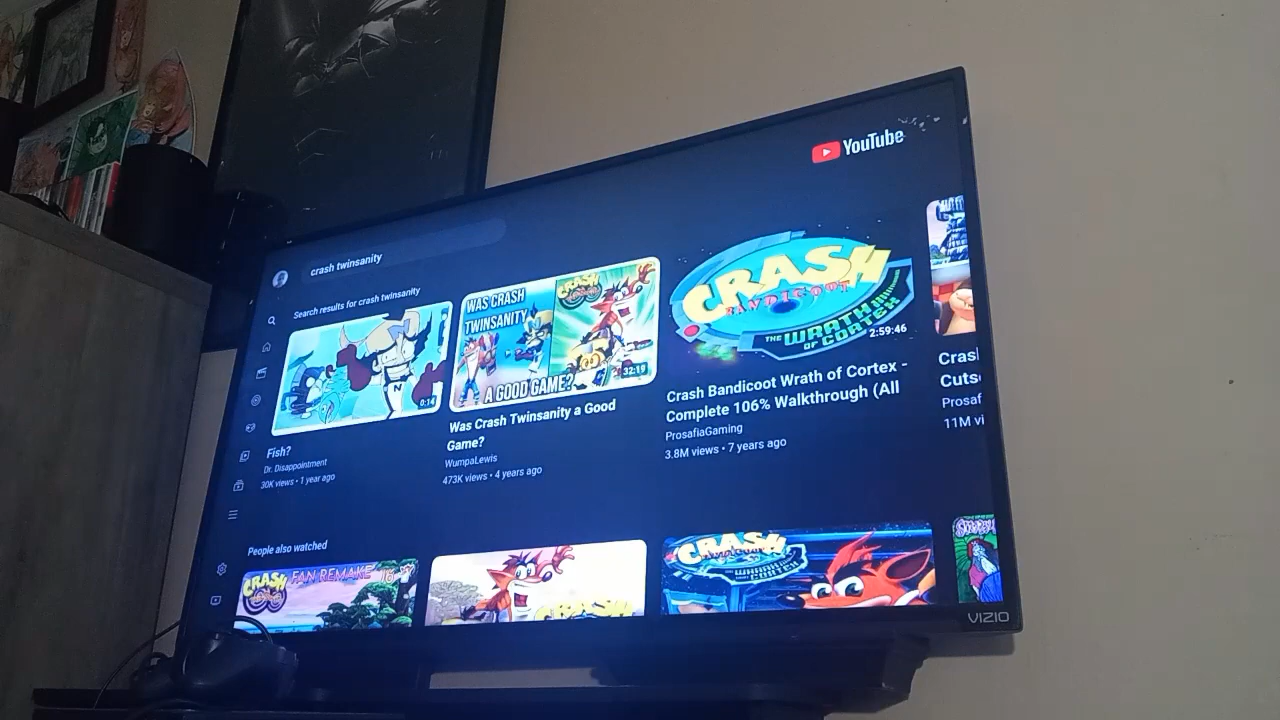 YouTube
crash twinsanity
Search results for crash twinsanity
WAS CRASH
TWINSANITY
A GOOD GAME?
32:19
CRASH
BANDICOOT
THE WRATH
OF CORTEX
2:59:46
N
0:14
Fish?
Dr. Disappointment
30K views • 1 year ago
Was Crash Twinsanity a Good
Game?
WumpaLewis
473K views • 4 years ago
Crash Bandicoot Wrath of Cortex -
Complete 106% Walkthrough (All
ProsafiaGaming
3.8M views • 7 years ago
Crash
Cutsc
Prosaf
11M vi
People also watched
CRASH
FAN REMAKE
CRASH
CRASH
VIZIO